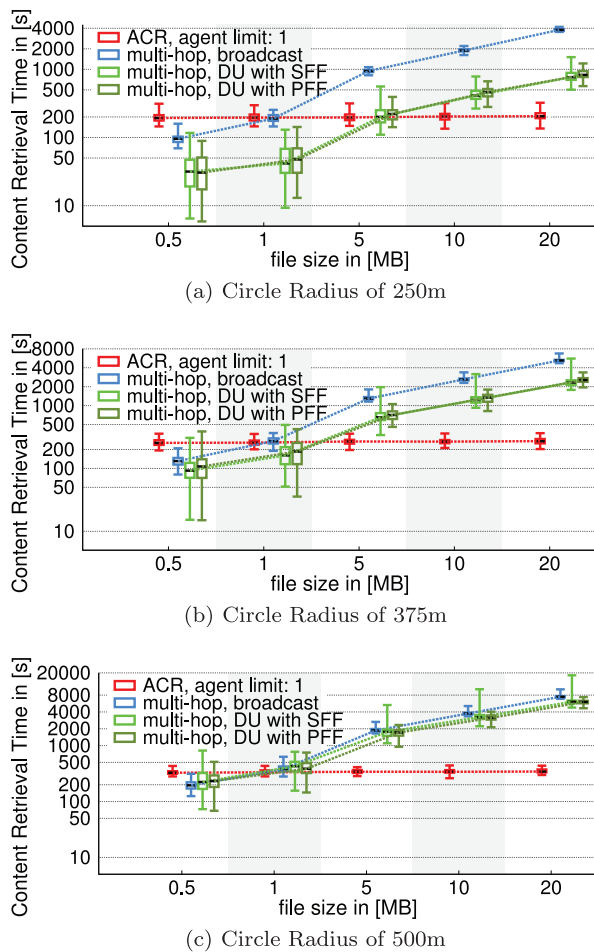 Content Retrieval Time in [s]
4000
2000
1000
500
200
100
50
10
ACR, agent limit: 1
multi-hop, broadcast
multi-hop, DU with SFF
multi-hop, DU with PFF
0.5 1 5 10 20
file size in [MB]
(a) Circle Radius of 250m
Content Retrieval Time in [s]
8000
4000
2000
1000
500
200
100
50
10
ACR, agent limit: 1
multi-hop, broadcast
multi-hop, DU with SFF
multi-hop, DU with PFF
0.5 1 5 10 20
file size in [MB]
(b) Circle Radius of 375m
Content Retrieval Time in [s]
20000
8000
4000
2000
1000
500
200
100
50
10
ACR, agent limit: 1
multi-hop, broadcast
multi-hop, DU with SFF
multi-hop, DU with PFF
0.5 1 5 10 20
file size in [MB]
(c) Circle Radius of 500m